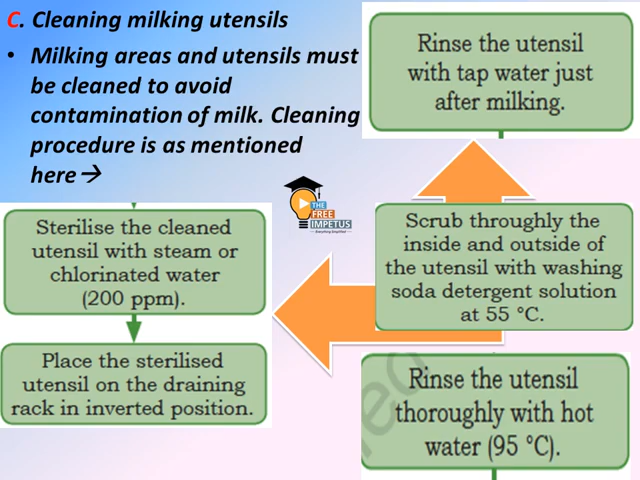 C. Cleaning milking utensils
• Milking areas and utensils must
be cleaned to avoid
contamination of milk. Cleaning
procedure is as mentioned
here→
Rinse the utensil
with tap water just
after milking.
THE
FREE
IMPETUS
Everything Simplified
Scrub throughly the
inside and outside of
the utensil with washing
soda detergent solution
at 55 °C.
Rinse the utensil
thoroughly with hot
water (95 °C).
Sterilise the cleaned
utensil with steam or
chlorinated water
(200 ppm).
Place the sterilised
utensil on the draining
rack in inverted position.